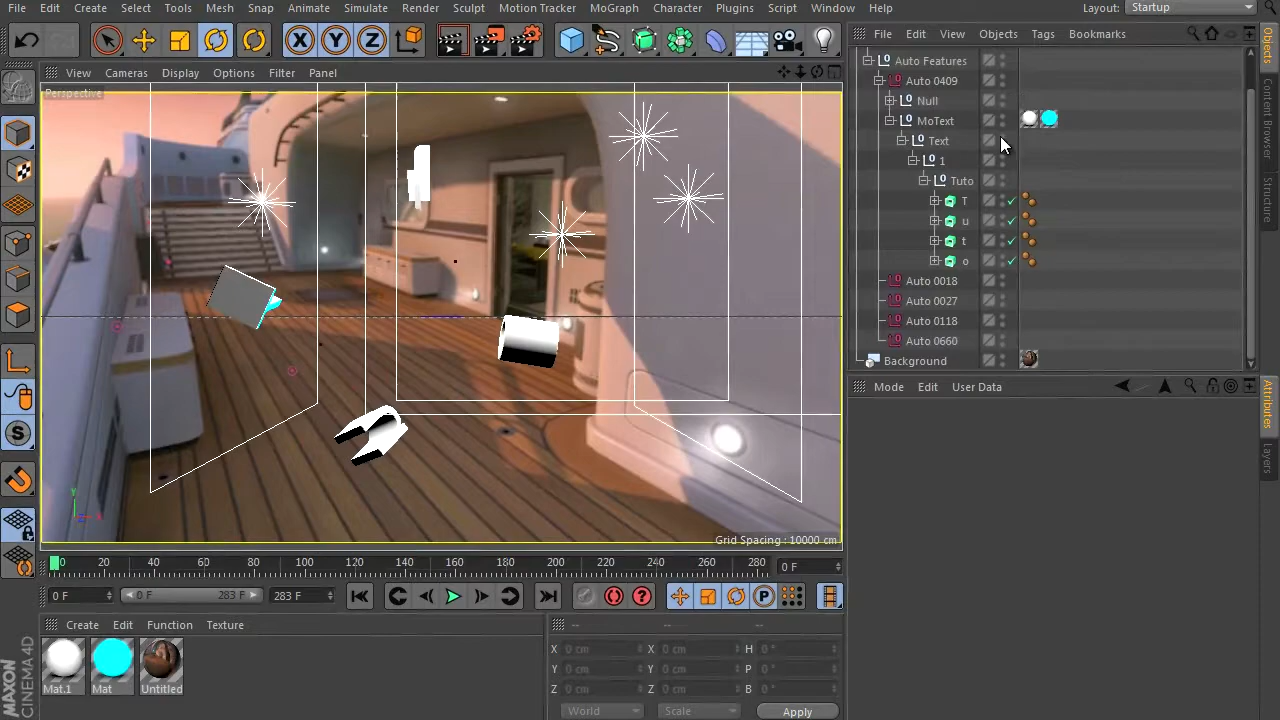 File Edit Create Select Tools Mesh Snap Animate Simulate Render Sculpt Motion Tracker MoGraph Character Plugins Script Window Help Layout: Startup
X Y Z
File Edit View Objects Tags Bookmarks
View Cameras Display Options Filter Panel
Perspective
Auto Features
Auto 0409
Null
MoText
Text
1
Tuto
T
u
t
o
Auto 0018
Auto 0027
Auto 0118
Auto 0660
Background
Objects
Content Browser
Structure
Mode Edit User Data
Attributes
Layers
S
Y
Grid Spacing : 10000 cm
0 20 40 60 80 100 120 140 160 180 200 220 240 260 280 0 F
0 F 0 F 283 F 283 F
P
Create Edit Function Texture
Mat.1 Mat Untitled
-- -- --
X 0 cm X 0 cm H 0 °
Y 0 cm Y 0 cm P 0 °
Z 0 cm Z 0 cm B 0 °
World Scale Apply
MAXON
CINEMA 4D